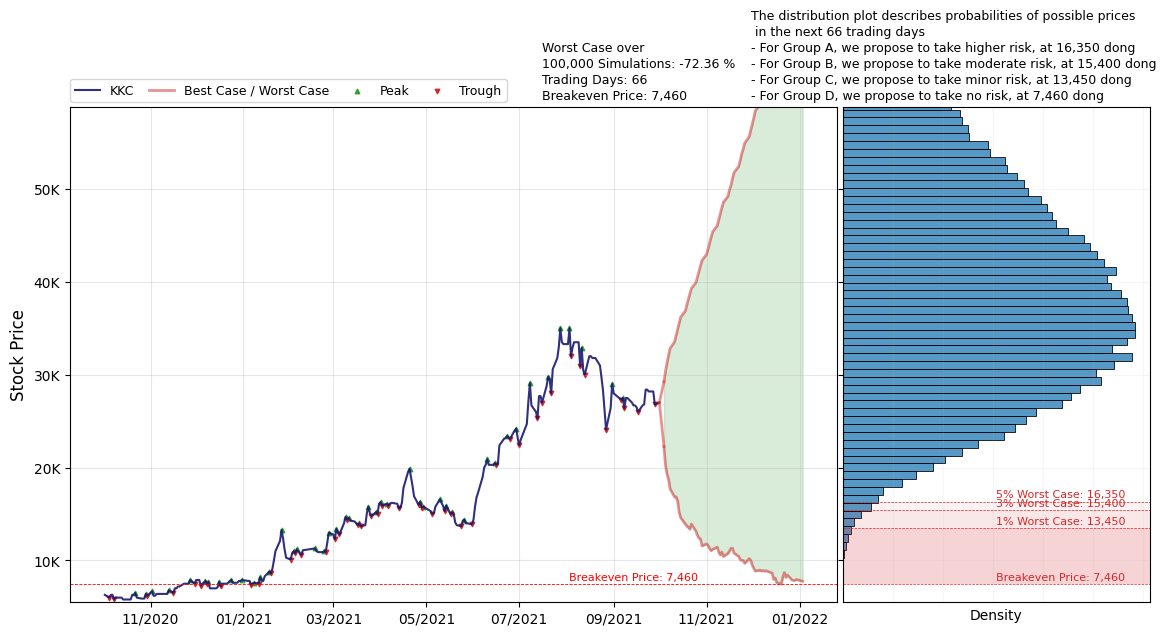 The distribution plot describes probabilities of possible prices
in the next 66 trading days
- For Group A, we propose to take higher risk, at 16,350 dong
- For Group B, we propose to take moderate risk, at 15,400 dong
- For Group C, we propose to take minor risk, at 13,450 dong
- For Group D, we propose to take no risk, at 7,460 dong
Worst Case over
100,000 Simulations: -72.36 %
Trading Days: 66
Breakeven Price: 7,460
KKC
Best Case / Worst Case
Peak
Trough
Stock Price
50K
40K
30K
20K
10K
Breakeven Price: 7,460
11/2020
01/2021
03/2021
05/2021
07/2021
09/2021
11/2021
01/2022
5% Worst Case: 16,350
3% Worst Case: 15,400
1% Worst Case: 13,450
Breakeven Price: 7,460
Density